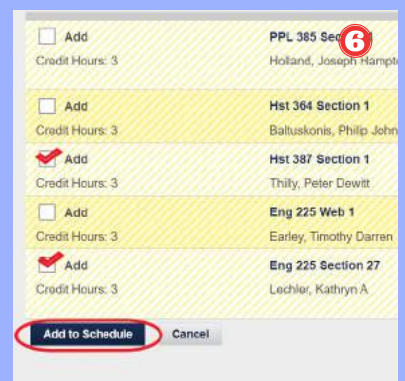 Add PPL 385 Sec 6
Credit Hours: 3 Holland, Joseph Hampt
Add Hst 364 Section 1
Credit Hours: 3 Baltuskonis, Philip John
Add Hst 387 Section 1
Credit Hours: 3 Thilly, Peter Dewitt
Add Eng 225 Web 1
Credit Hours: 3 Earley, Timothy Darren
Add Eng 225 Section 27
Credit Hours: 3 Lechler, Kathryn A
Add to Schedule Cancel